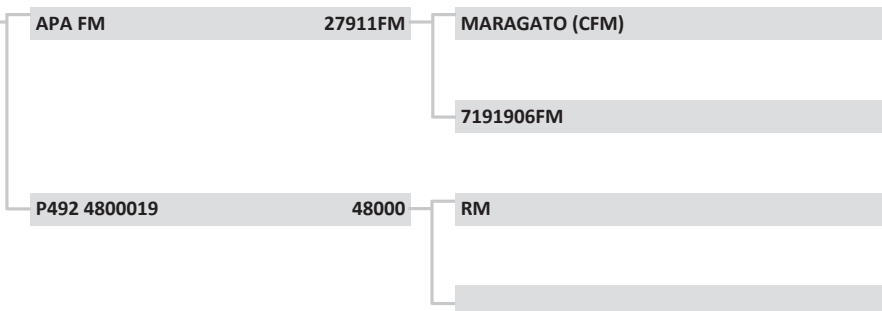 APA FM 27911FM
MARAGATO (CFM)
7191906FM
P492 4800019 48000
RM